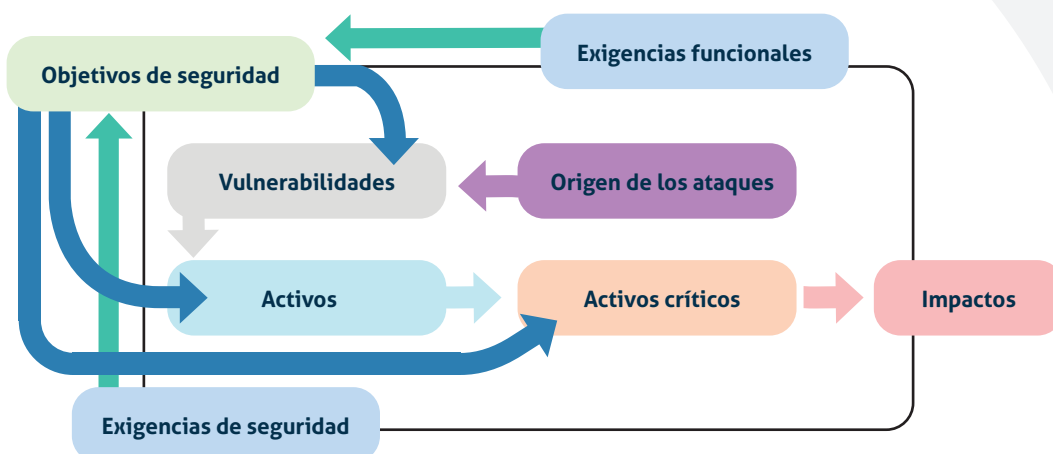 Exigencias funcionales
Objetivos de seguridad
Vulnerabilidades
Origen de los ataques
Activos
Activos críticos
Impactos
Exigencias de seguridad